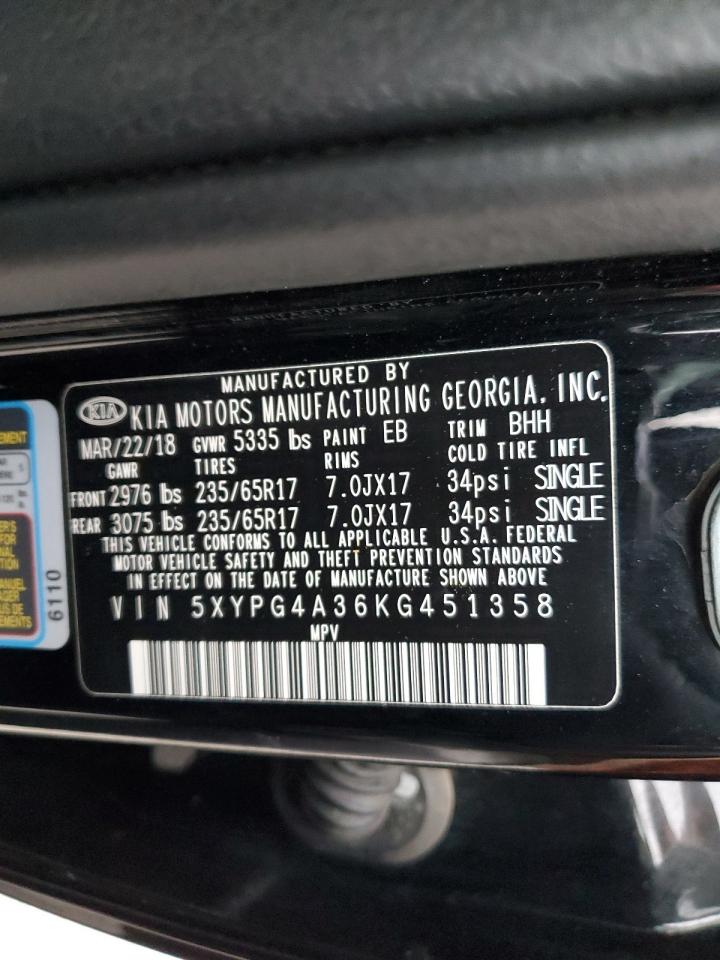 MANUFACTURED BY
KIA KIA MOTORS MANUFACTURING GEORGIA, INC.
MAR/22/18 GVWR 5335 lbs PAINT EB TRIM BHH
GAWR TIRES RIMS COLD TIRE INFL
FRONT 2976 lbs 235/65R17 7.0JX17 34psi SINGLE
REAR 3075 lbs 235/65R17 7.0JX17 34psi SINGLE
THIS VEHICLE CONFORMS TO ALL APPLICABLE U.S.A. FEDERAL
MOTOR VEHICLE SAFETY AND THEFT PREVENTION STANDARDS
IN EFFECT ON THE DATE OF MANUFACTURE SHOWN ABOVE
VIN 5XYPG4A36KG451358
MPV
6110